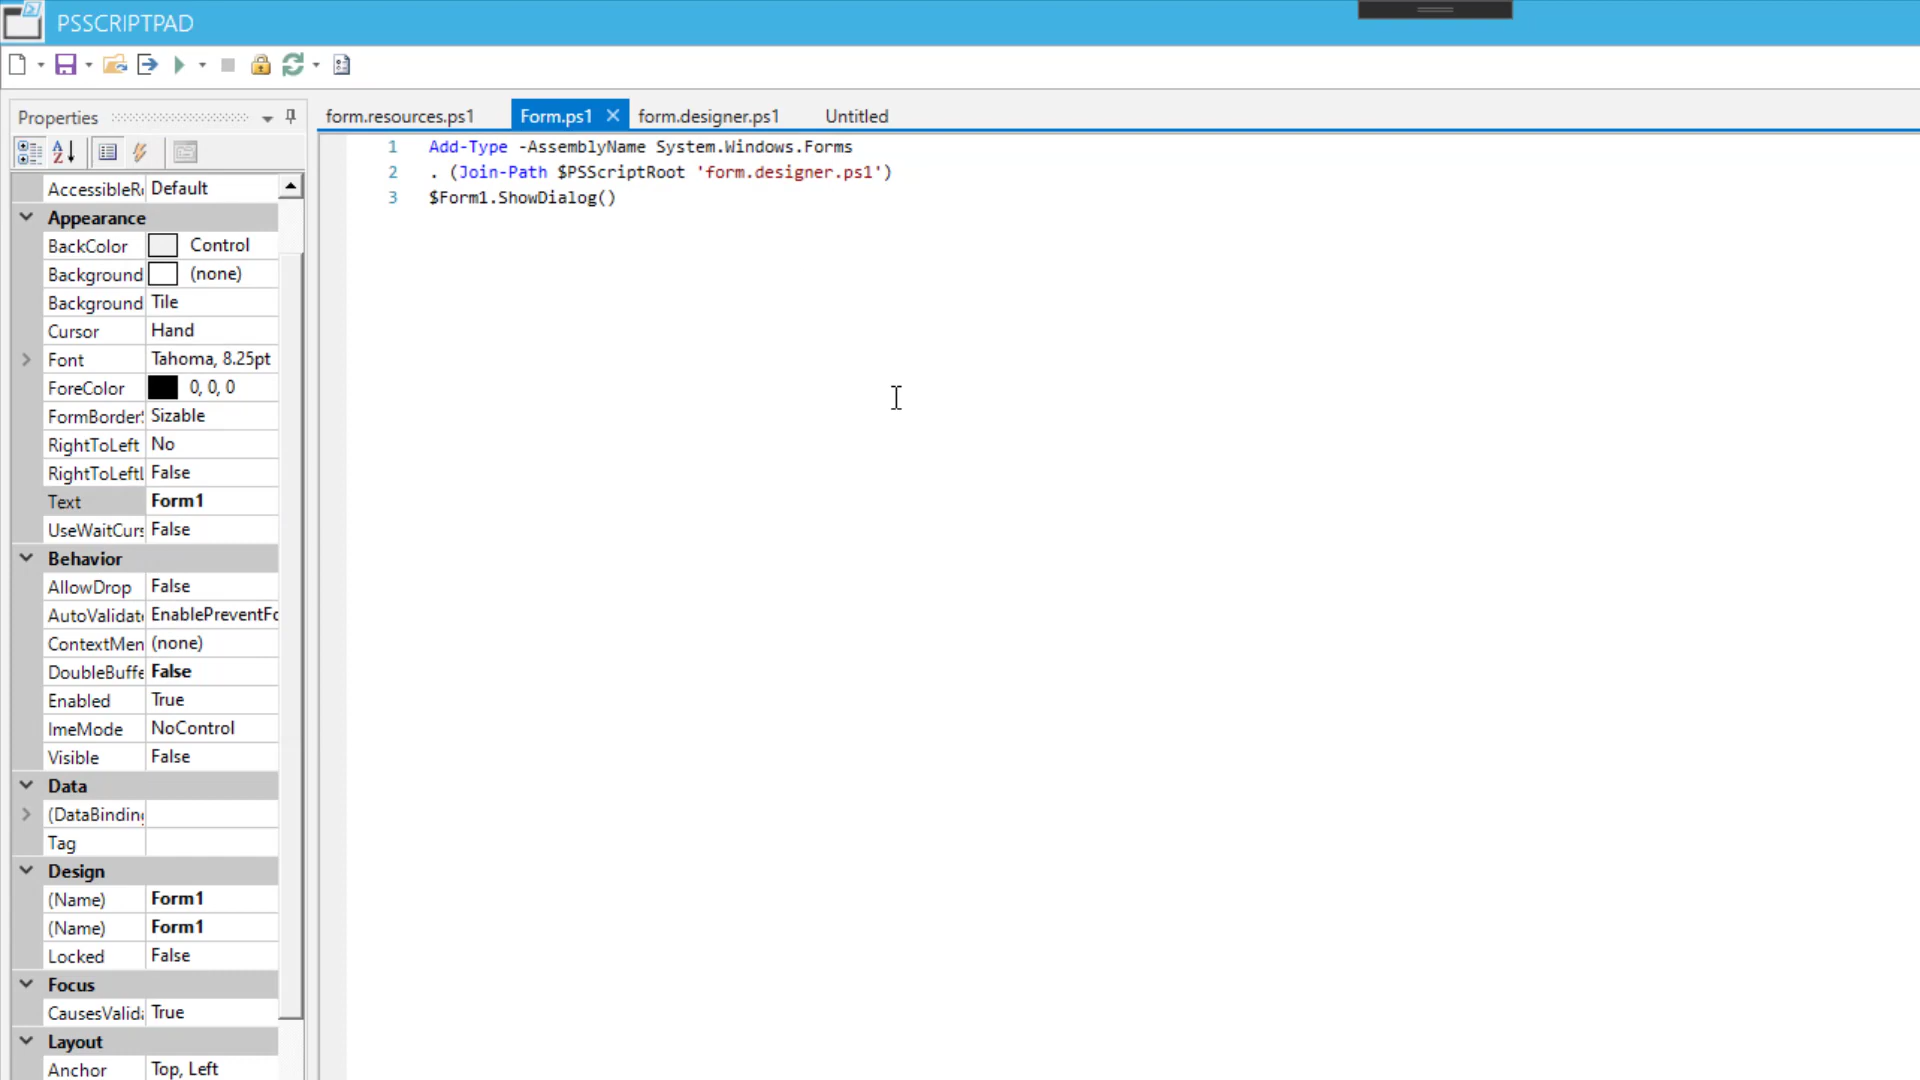 PSSCRIPTPAD
Properties
form.resources.ps1
Form.ps1
form.designer.ps1
Untitled
1 Add-Type -AssemblyName System.Windows.Forms
2 . (Join-Path $PSScriptRoot 'form.designer.ps1')
3 $Form1.ShowDialog()
AccessibleR Default
Appearance
BackColor Control
Background (none)
Background Tile
Cursor Hand
Font Tahoma, 8.25pt
ForeColor 0, 0, 0
FormBorder Sizable
RightToLeft No
RightToLeftL False
Text Form1
UseWaitCurs False
Behavior
AllowDrop False
AutoValidat EnablePreventFo
ContextMen (none)
DoubleBuffe False
Enabled True
ImeMode NoControl
Visible False
Data
(DataBinding
Tag
Design
(Name) Form1
(Name) Form1
Locked False
Focus
CausesValid True
Layout
Anchor Top, Left